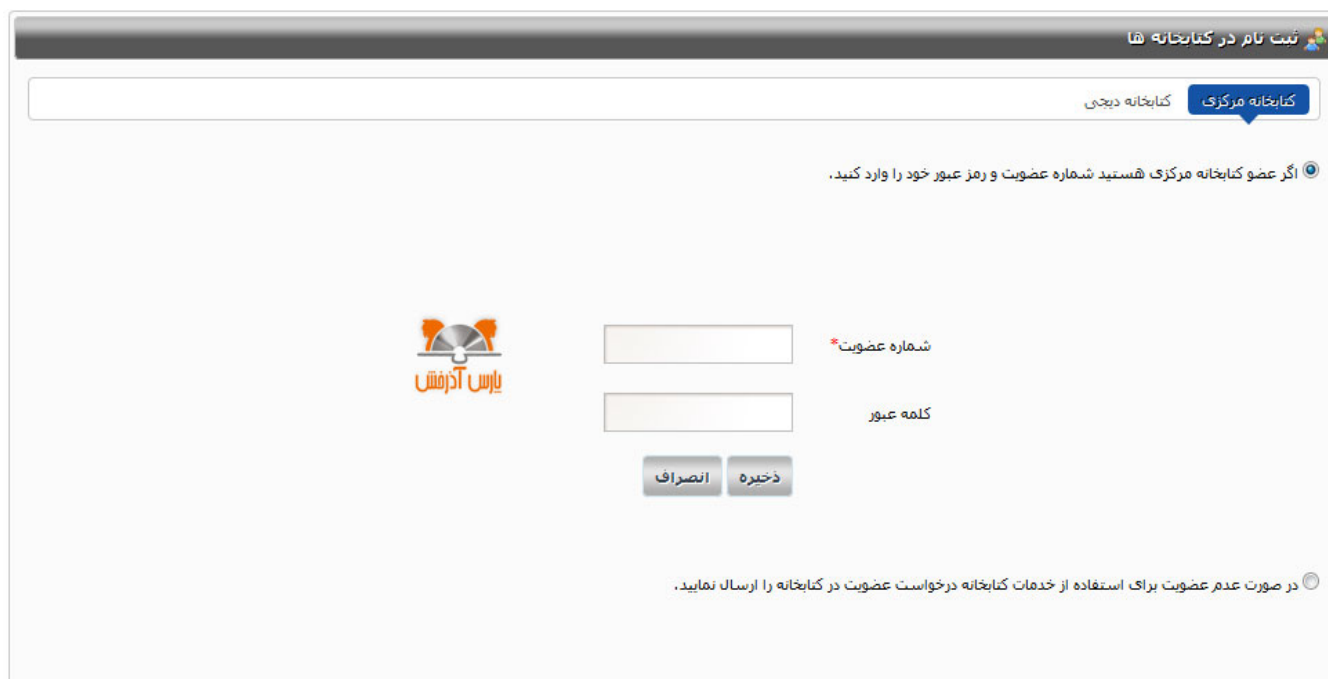 ثبت نام در کتابخانه ها
کتابخانه مرکزی
کتابخانه دیجی
اگر عضو کتابخانه مرکزی هستید شماره عضویت و رمز عبور خود را وارد کنید.
شماره عضویت*
پارس آذرخش
کلمه عبور
ذخیره
انصراف
در صورت عدم عضویت برای استفاده از خدمات کتابخانه درخواست عضویت در کتابخانه را ارسال نمایید.